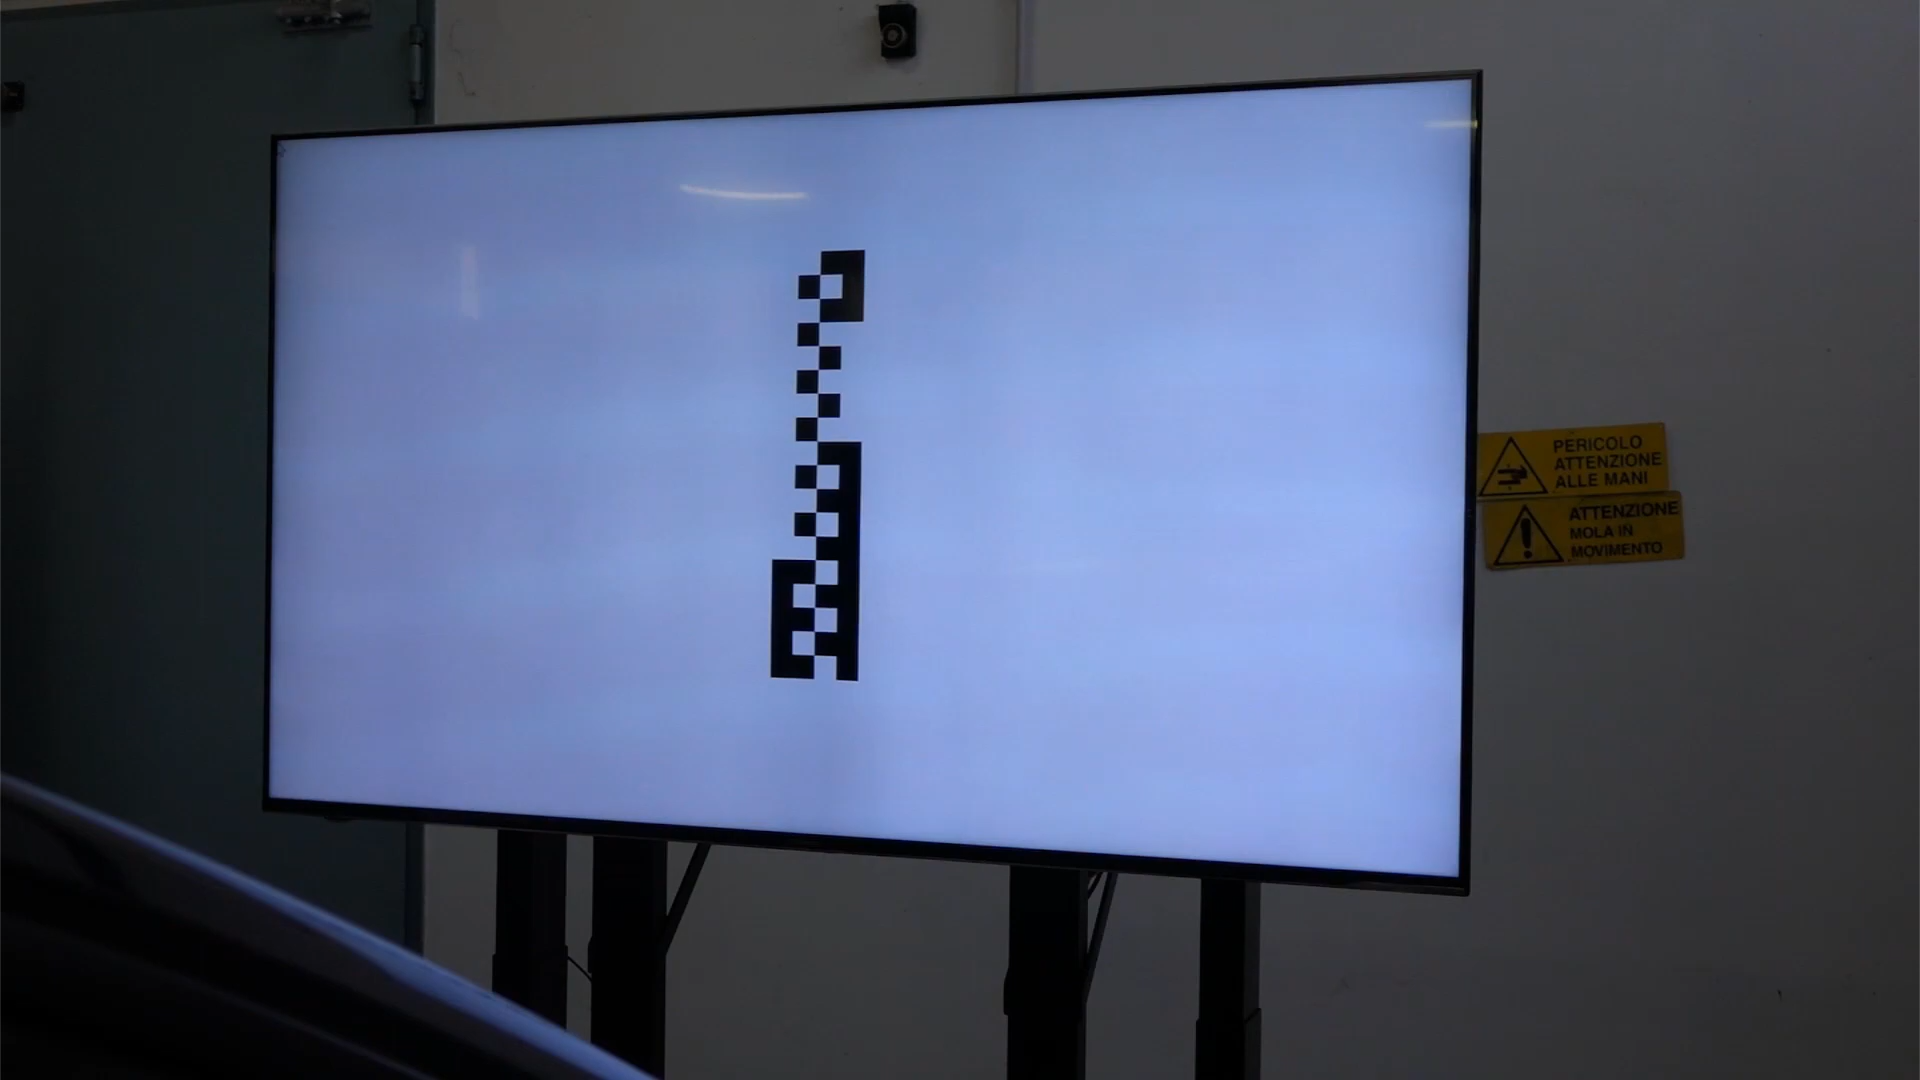 PERICOLO
ATTENZIONE
ALLE MANI
ATTENZIONE
MOLA IN
MOVIMENTO